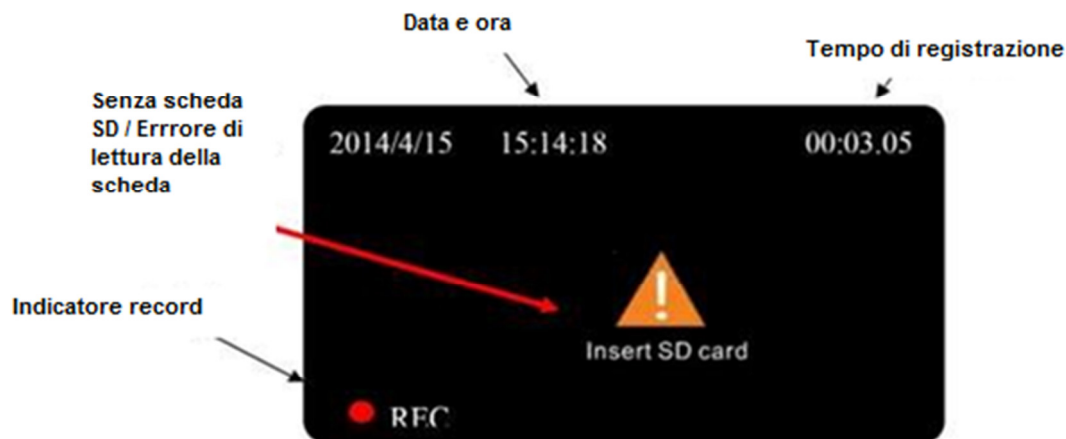 Data e ora
Tempo di registrazione
Senza scheda
SD / Errrore di
lettura della
scheda
2014/4/15 15:14:18 00:03.05
Insert SD card
Indicatore record
REC